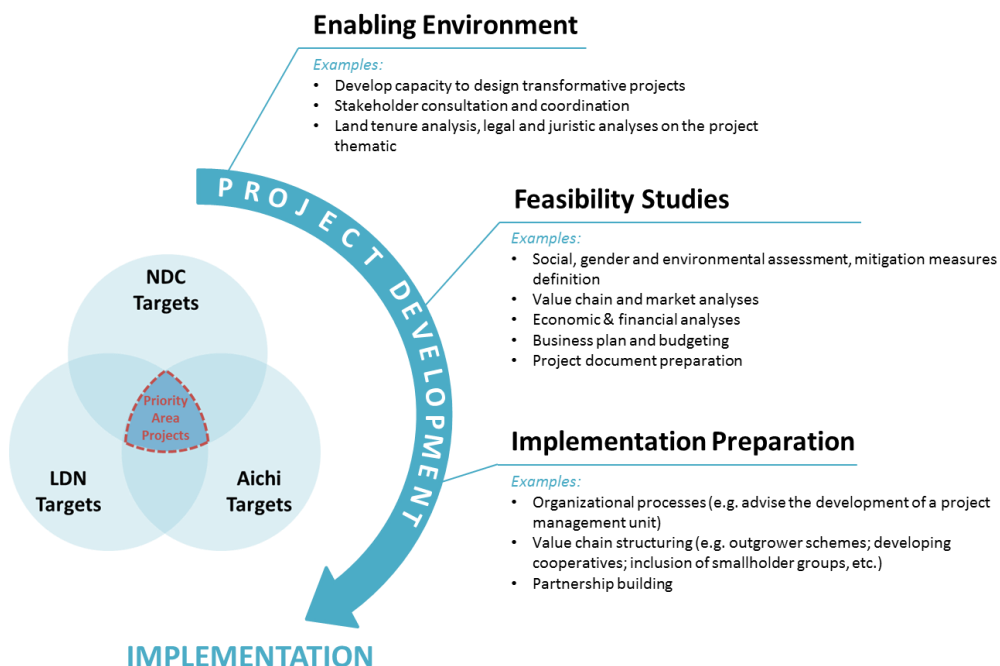 Enabling Environment
Examples:
• Develop capacity to design transformative projects
• Stakeholder consultation and coordination
• Land tenure analysis, legal and juristic analyses on the project
thematic
PROJECT DEVELOPMENT
Feasibility Studies
Examples:
• Social, gender and environmental assessment, mitigation measures
definition
• Value chain and market analyses
• Economic & financial analyses
• Business plan and budgeting
• Project document preparation
NDC
Targets
Priority
Area
Projects
LDN
Targets
Aichi
Targets
Implementation Preparation
Examples:
• Organizational processes (e.g. advise the development of a project
management unit)
• Value chain structuring (e.g. outgrower schemes; developing
cooperatives; inclusion of smallholder groups, etc.)
• Partnership building
IMPLEMENTATION